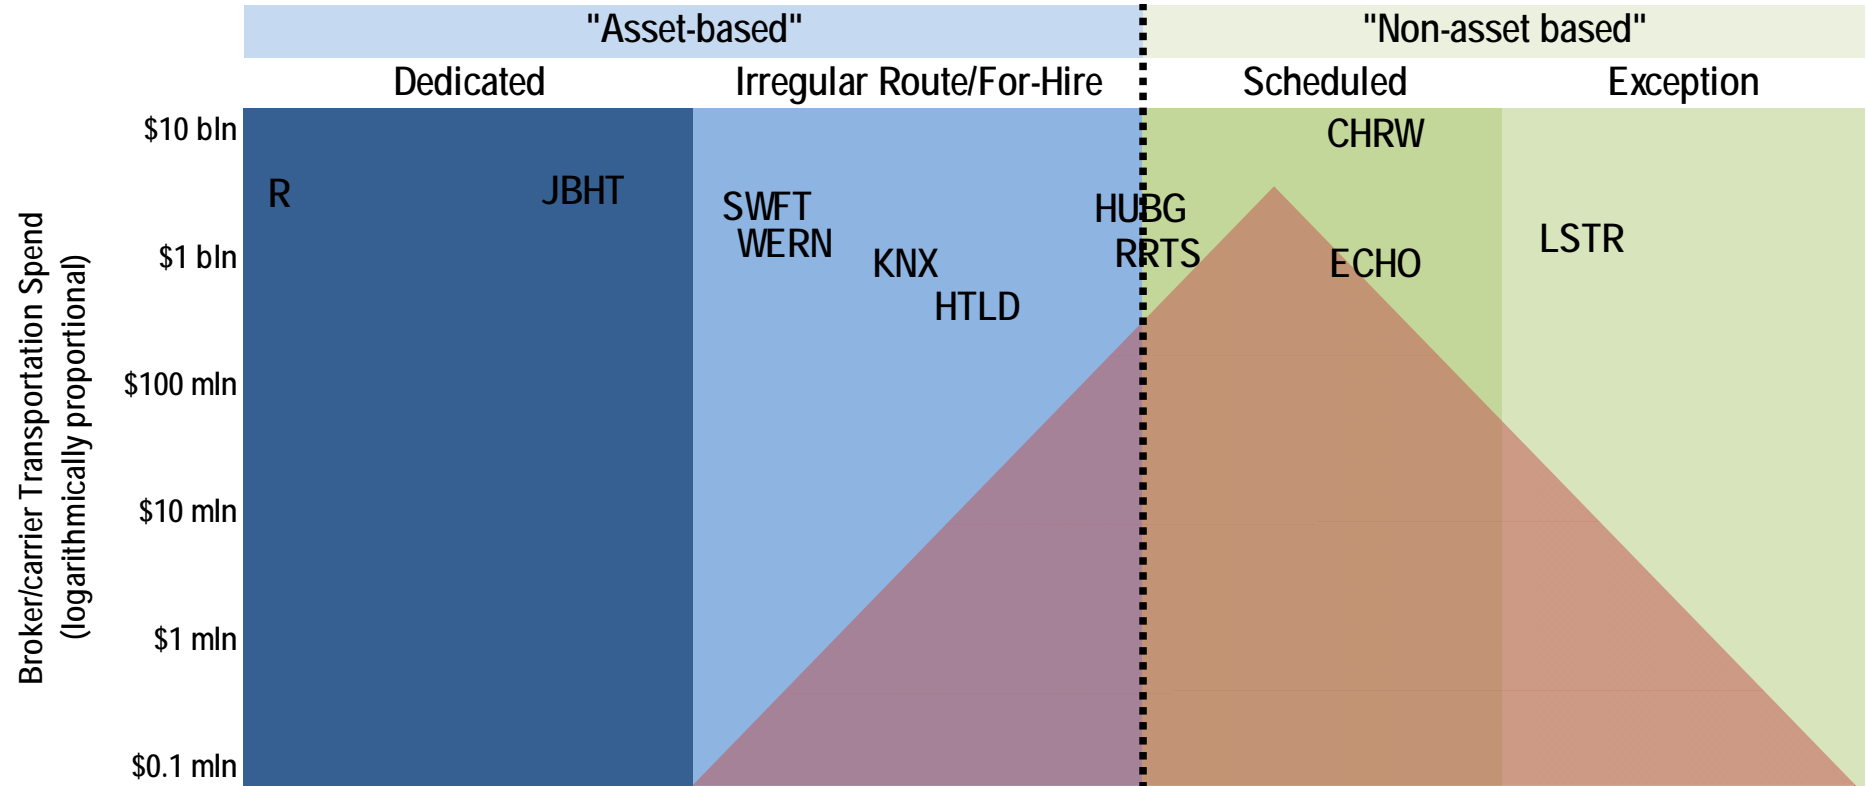 "Asset-based" "Non-asset based"
Dedicated Irregular Route/For-Hire Scheduled Exception
Broker/carrier Transportation Spend
(logarithmically proportional)
$10 bln
$1 bln
$100 mln
$10 mln
$1 mln
$0.1 mln
R
JBHT
SWFT
WERN
KNX
HTLD
HUBG
RRTS
CHRW
ECHO
LSTR